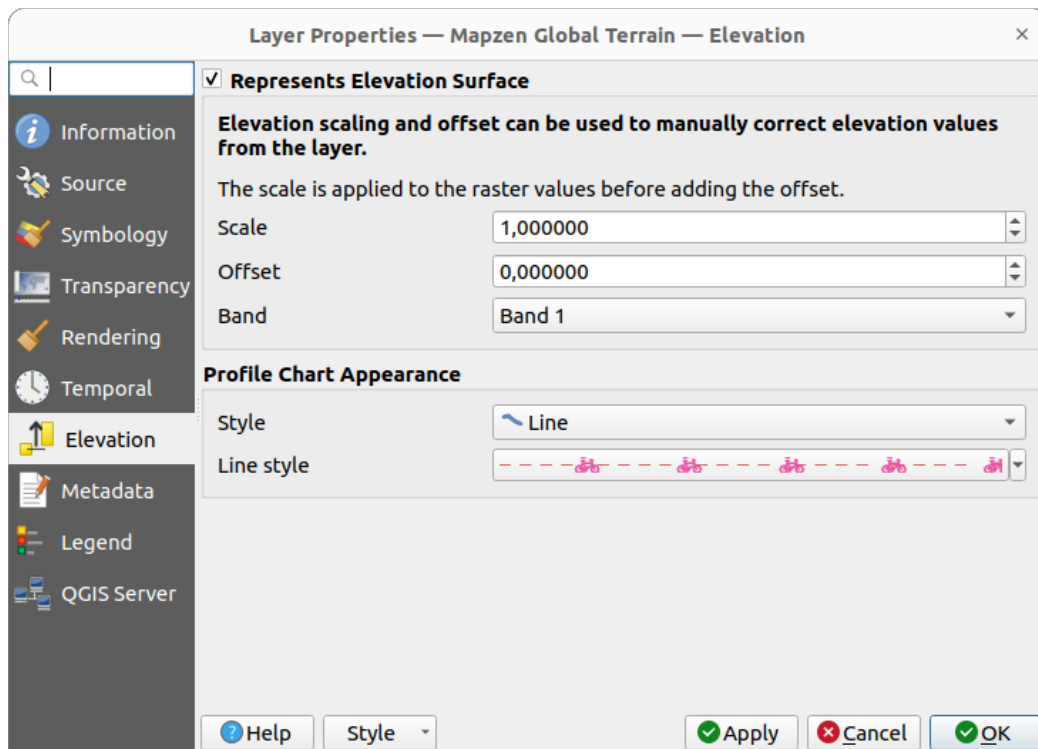 Layer Properties — Mapzen Global Terrain — Elevation
Information
Source
Symbology
Transparency
Rendering
Temporal
Elevation
Metadata
Legend
QGIS Server
Represents Elevation Surface
Elevation scaling and offset can be used to manually correct elevation values
from the layer.
The scale is applied to the raster values before adding the offset.
Scale 1,000000
Offset 0,000000
Band Band 1
Profile Chart Appearance
Style Line
Line style
Help Style Apply Cancel OK